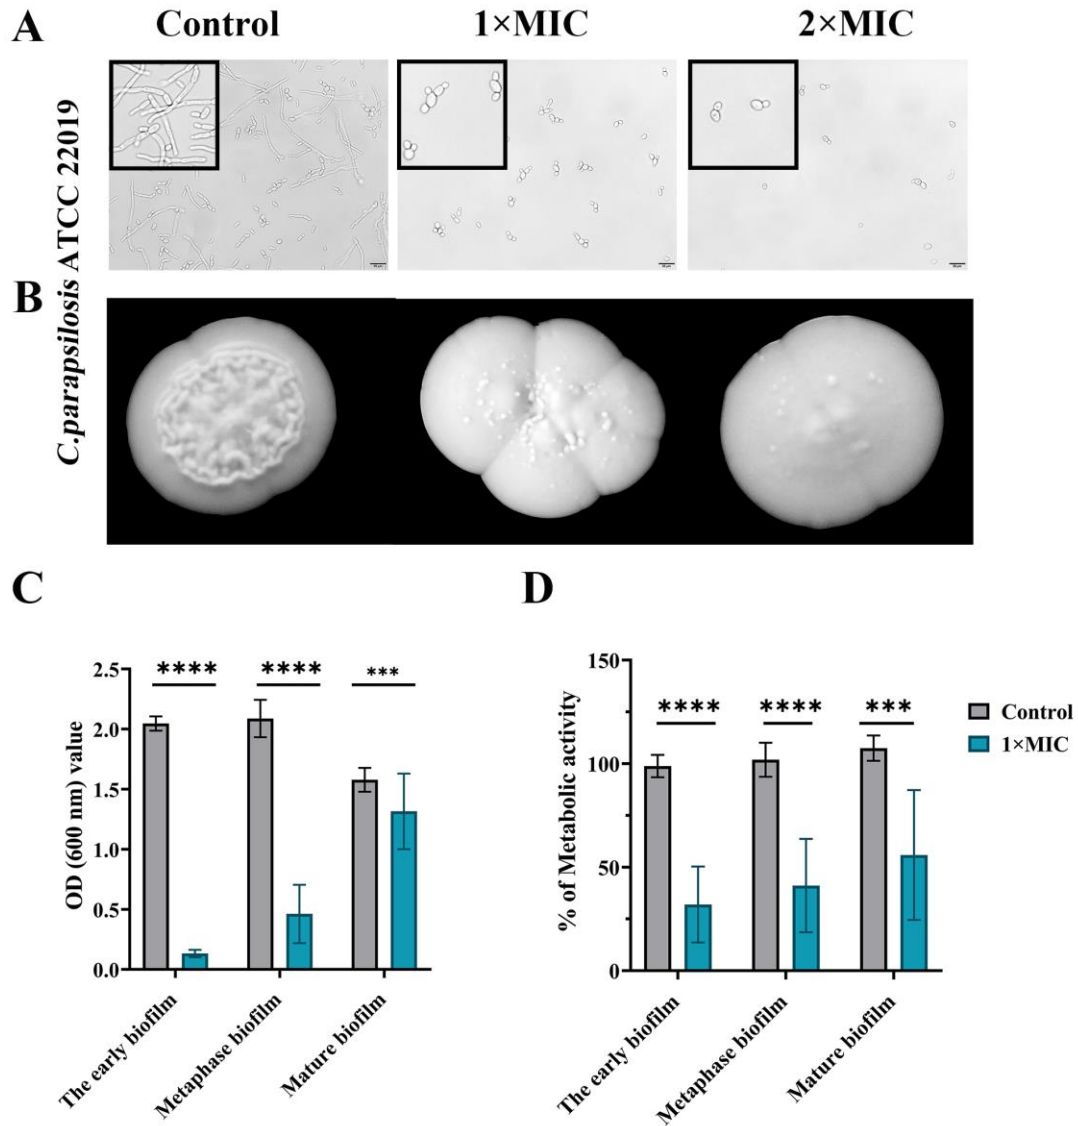 A
Control
1×MIC
2×MIC
C.parapsilosis ATCC 22019
B
C
D
OD (600 nm) value
2.5
2.0
1.5
1.0
0.5
0.0
****
****
***
The early biofilm
Metaphase biofilm
Mature biofilm
% of Metabolic activity
150
100
50
0
****
****
***
The early biofilm
Metaphase biofilm
Mature biofilm
Control
1×MIC